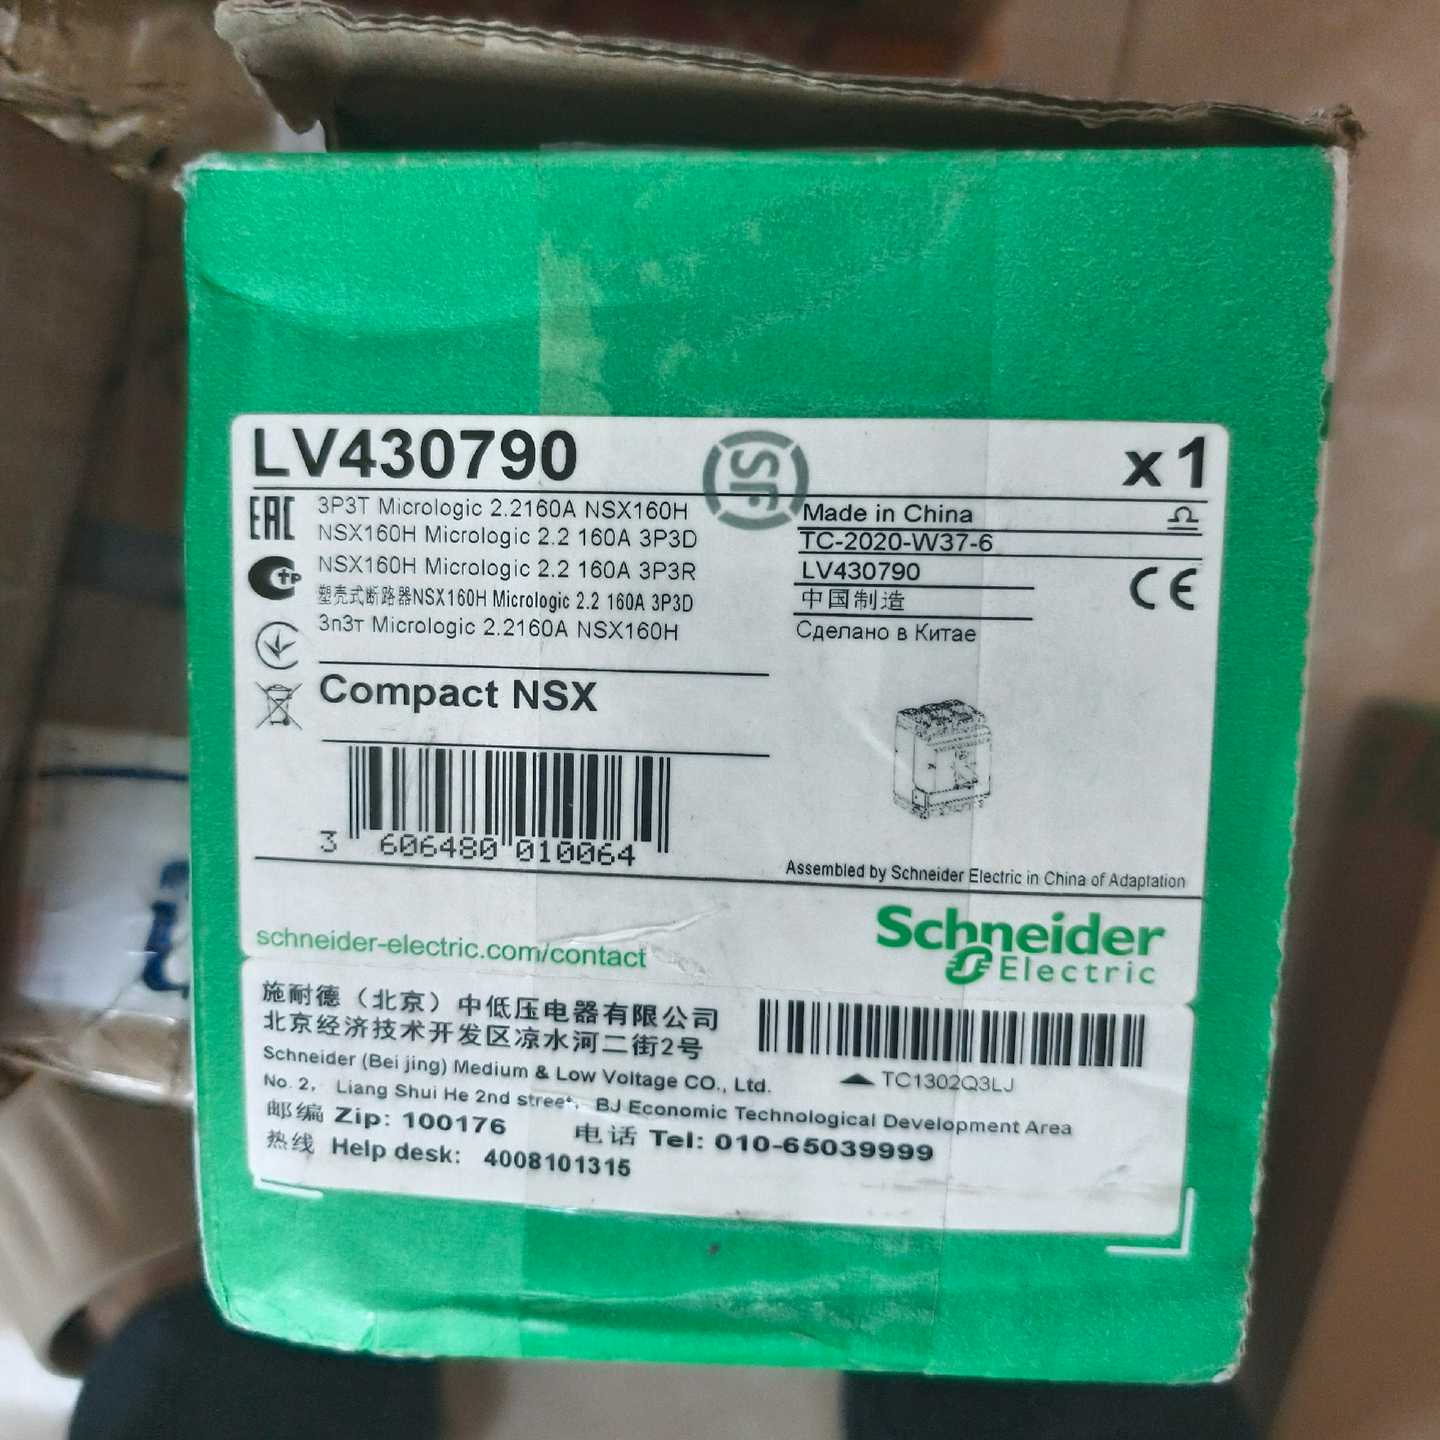 LV430790
x1
EAC
3P3T Micrologic 2.2160A NSX160H
NSX160H Micrologic 2.2 160A 3P3D
NSX160H Micrologic 2.2 160A 3P3R
塑壳式断路器NSX160H Micrologic 2.2 160A 3P3D
3п3т Micrologic 2.2160A NSX160H
Made in China
TC-2020-W37-6
LV430790
中国制造
Сделано в Китае
CE
Compact NSX
3 606480 010064
Assembled by Schneider Electric in China of Adaptation
schneider-electric.com/contact
Schneider
Electric
施耐德（北京）中低压电器有限公司
北京经济技术开发区凉水河二街2号
Schneider (Bei jing) Medium & Low Voltage CO., Ltd.
No. 2, Liang Shui He 2nd street, BJ Economic Technological Development Area
邮编 Zip: 100176 电话 Tel: 010-65039999
热线 Help desk: 4008101315
TC1302Q3LJ